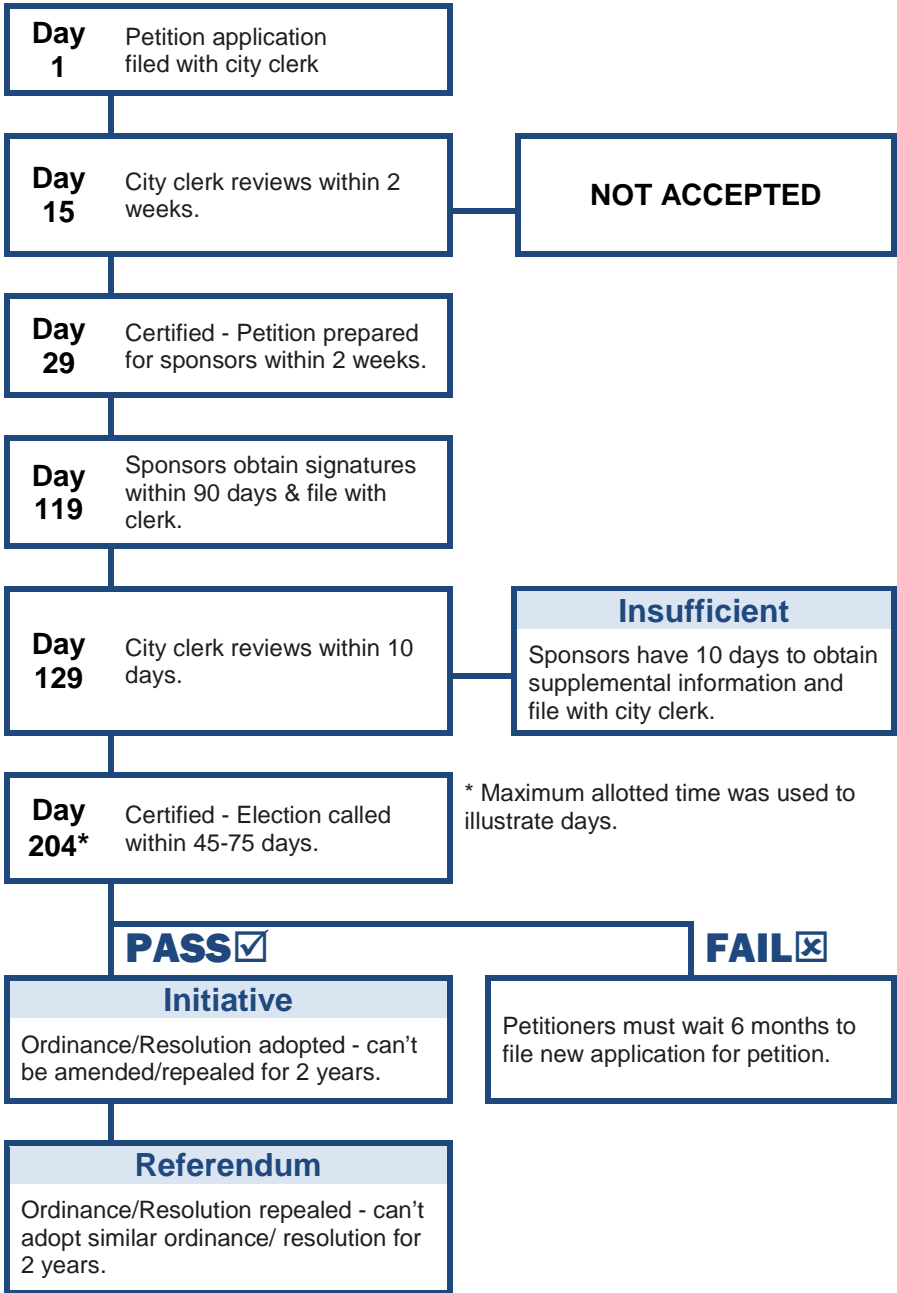 Day
1
Petition application
filed with city clerk
Day
15
City clerk reviews within 2
weeks.
NOT ACCEPTED
Day
29
Certified - Petition prepared
for sponsors within 2 weeks.
Day
119
Sponsors obtain signatures
within 90 days & file with
clerk.
Day
129
City clerk reviews within 10
days.
Insufficient
Sponsors have 10 days to obtain
supplemental information and
file with city clerk.
Day
204*
Certified - Election called
within 45-75 days.
* Maximum allotted time was used to
illustrate days.
PASS☑
FAIL☒
Initiative
Ordinance/Resolution adopted - can't
be amended/repealed for 2 years.
Petitioners must wait 6 months to
file new application for petition.
Referendum
Ordinance/Resolution repealed - can't
adopt similar ordinance/ resolution for
2 years.